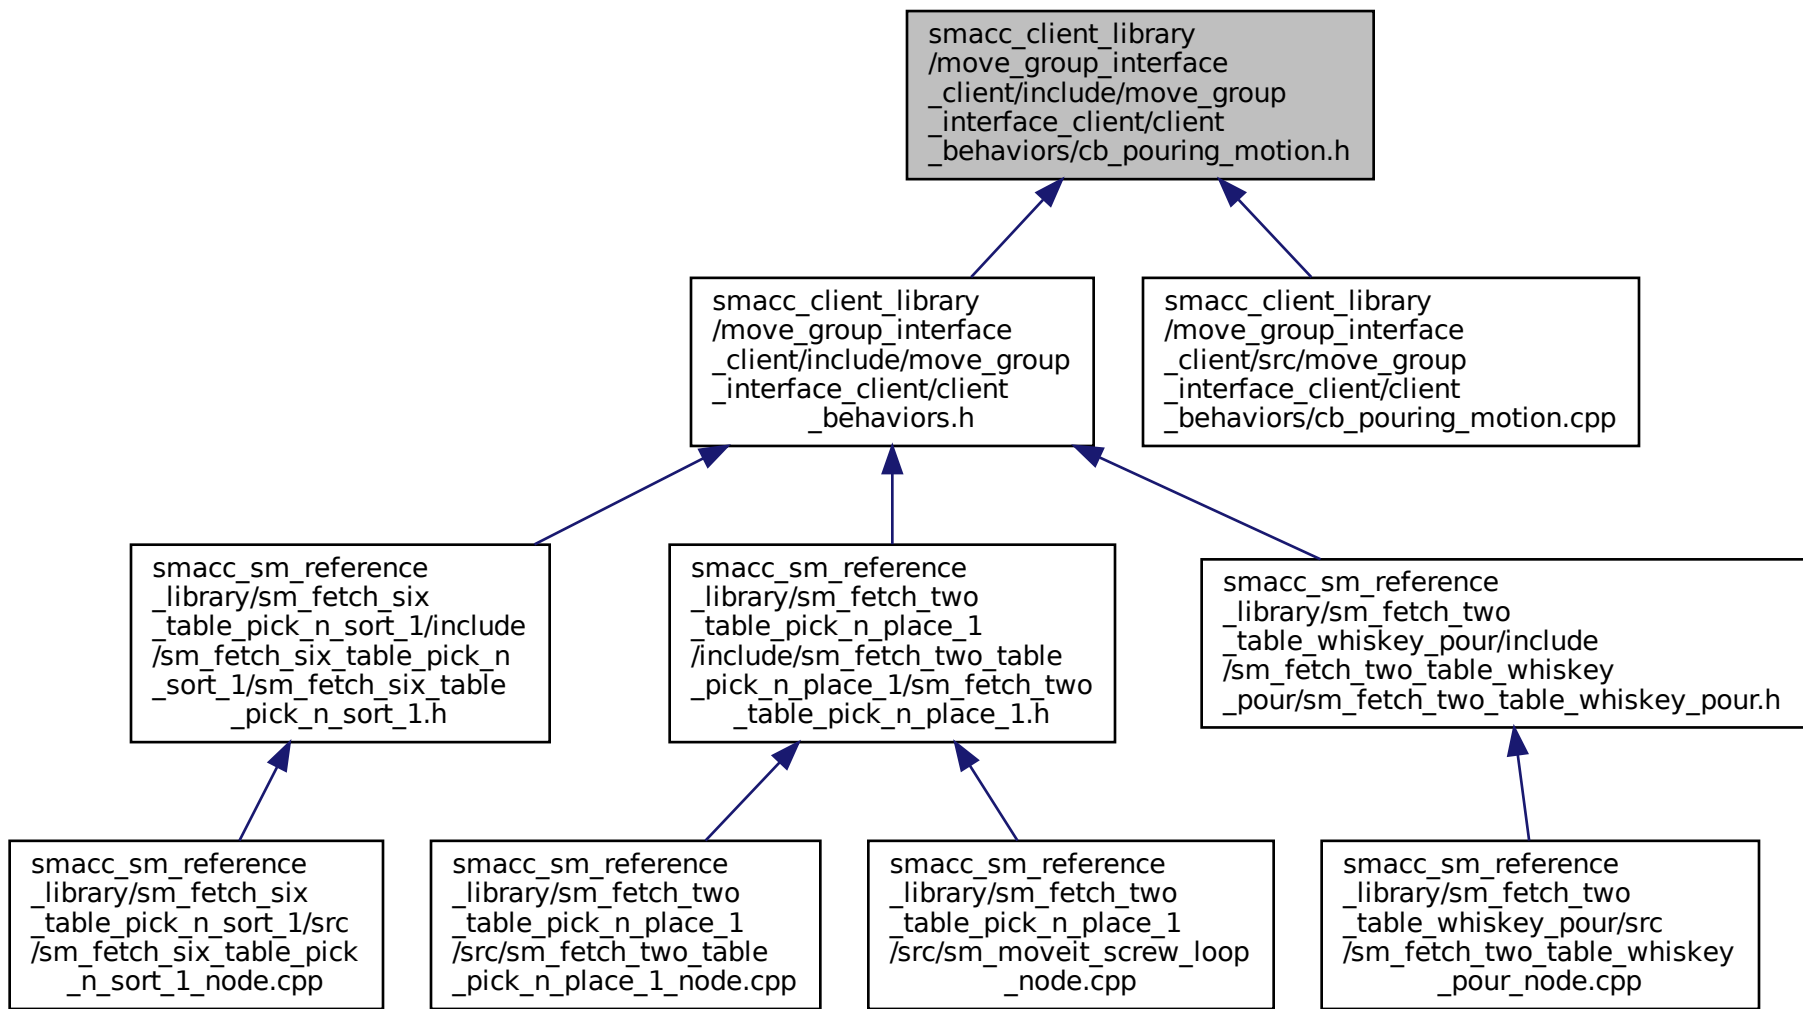 smacc_client_library
/move_group_interface
_client/include/move_group
_interface_client/client
_behaviors/cb_pouring_motion.h
smacc_client_library
/move_group_interface
_client/include/move_group
_interface_client/client
_behaviors.h
smacc_client_library
/move_group_interface
_client/src/move_group
_interface_client/client
_behaviors/cb_pouring_motion.cpp
smacc_sm_reference
_library/sm_fetch_six
_table_pick_n_sort_1/include
/sm_fetch_six_table_pick_n
_sort_1/sm_fetch_six_table
_pick_n_sort_1.h
smacc_sm_reference
_library/sm_fetch_two
_table_pick_n_place_1
/include/sm_fetch_two_table
_pick_n_place_1/sm_fetch_two
_table_pick_n_place_1.h
smacc_sm_reference
_library/sm_fetch_two
_table_whiskey_pour/include
/sm_fetch_two_table_whiskey
_pour/sm_fetch_two_table_whiskey_pour.h
smacc_sm_reference
_library/sm_fetch_six
_table_pick_n_sort_1/src
/sm_fetch_six_table_pick
_n_sort_1_node.cpp
smacc_sm_reference
_library/sm_fetch_two
_table_pick_n_place_1
/src/sm_fetch_two_table
_pick_n_place_1_node.cpp
smacc_sm_reference
_library/sm_fetch_two
_table_pick_n_place_1
/src/sm_moveit_screw_loop
_node.cpp
smacc_sm_reference
_library/sm_fetch_two
_table_whiskey_pour/src
/sm_fetch_two_table_whiskey
_pour_node.cpp